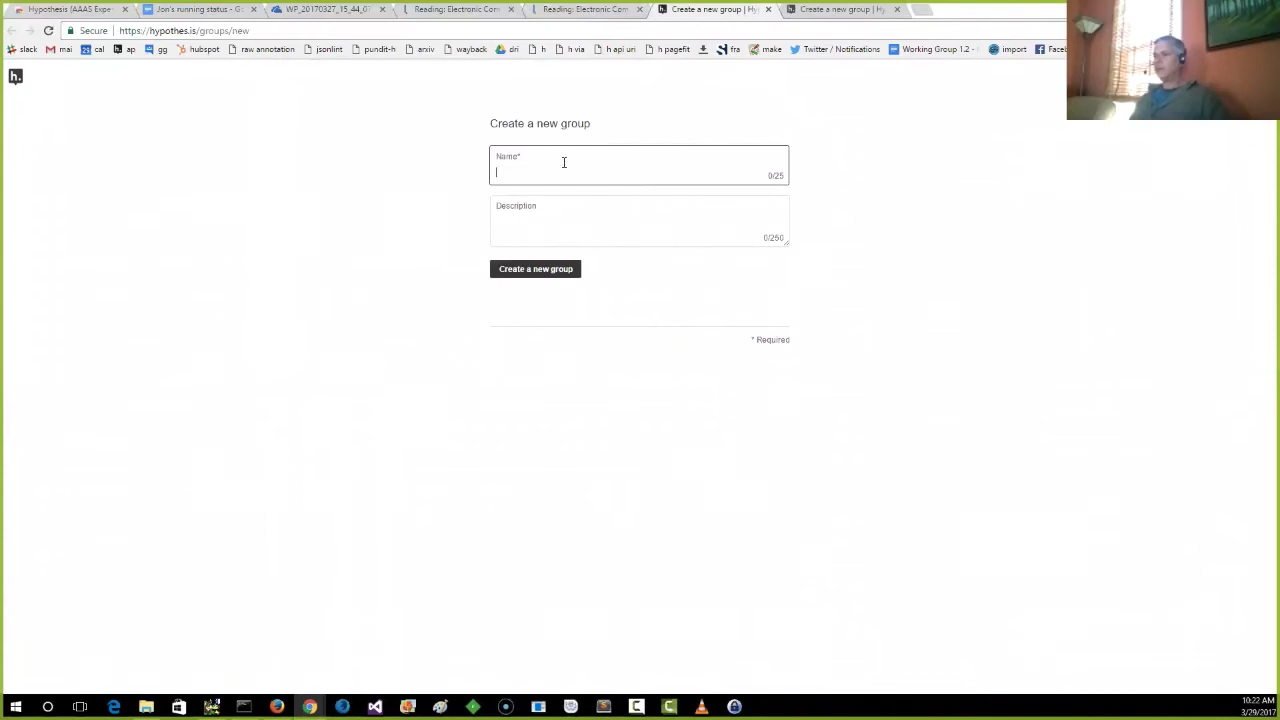 Hypothesis (AAAS Exper
Jon's running status - Go
WP_20170327_15_44_07
Reading: Electronic Com
Reading: Electronic Com
Create a new group | Hy
Create a new group | Hy
Secure | https://hypothes.is/groups/new
slack
mai
cal
ap
gg
hubspot
raw annotation
jsonlint
pundit-h
arxiv
wayback
dri
h
h via
h api uri
h pagefit
fra
make
Twitter / Notifications
Working Group 1.2 -
import
Faceb
h.
Create a new group
Name*
0/25
Description
0/250
Create a new group
* Required
10:22 AM
3/29/2017